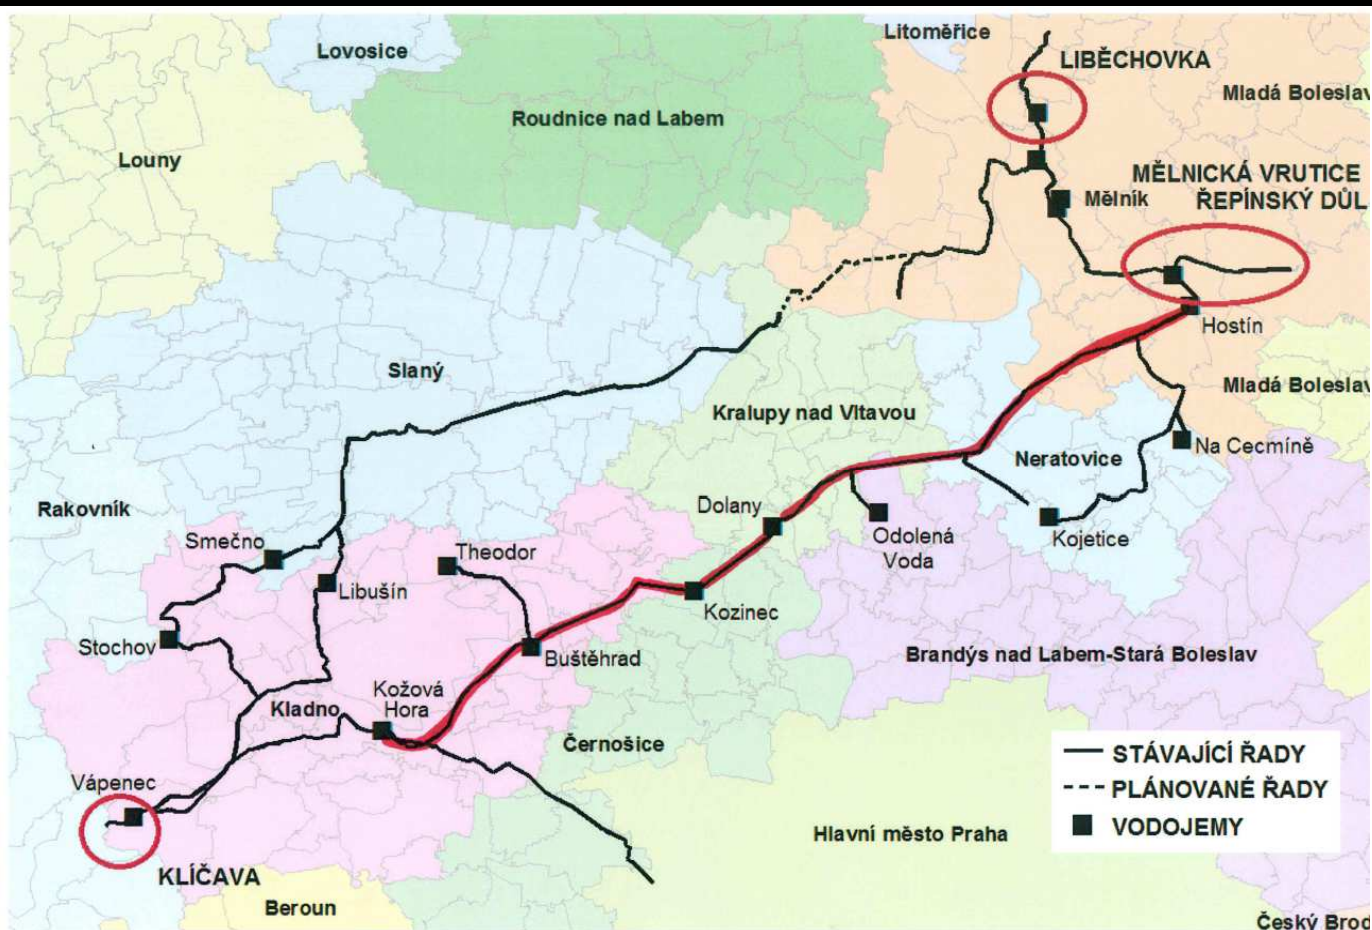 Lovosice
Litoměřice
LIBĚCHOVKA
Mladá Boleslav
Roudnice nad Labem
Louny
MĚLNICKÁ VRUTICE
ŘEPÍNSKÝ DŮL
Mělník
Hostín
Slaný
Mladá Boleslav
Kralupy nad Vltavou
Na Cecmíně
Neratovice
Rakovník
Dolany
Smečno
Theodor
Odolená
Voda
Kojetice
Libušín
Kozinec
Stochov
Buštěhrad
Brandýs nad Labem-Stará Boleslav
Kožová
Hora
Kladno
Černošice
STÁVAJÍCÍ ŘADY
Vápenec
PLÁNOVANÉ ŘADY
Hlavní město Praha
VODOJEMY
KLÍČAVA
Beroun
Český Brod